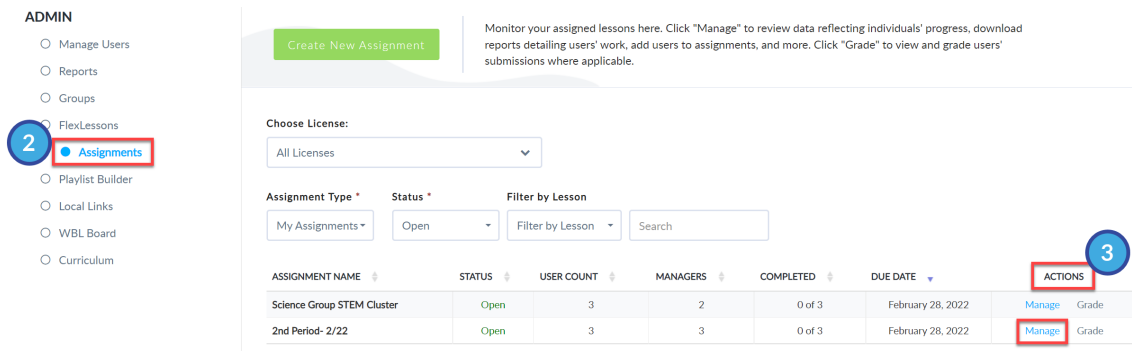 ADMIN
Manage Users
Reports
Groups
FlexLessons
2
Assignments
Playlist Builder
Local Links
WBL Board
Curriculum
Create New Assignment
Monitor your assigned lessons here. Click "Manage" to review data reflecting individuals' progress, download
reports detailing users' work, add users to assignments, and more. Click "Grade" to view and grade users'
submissions where applicable.
Choose License:
All Licenses
Assignment Type * Status * Filter by Lesson
My Assignments Open Filter by Lesson Search
3
ASSIGNMENT NAME STATUS USER COUNT MANAGERS COMPLETED DUE DATE ACTIONS
Science Group STEM Cluster Open 3 2 0 of 3 February 28, 2022 Manage Grade
2nd Period- 2/22 Open 3 3 0 of 3 February 28, 2022 Manage Grade